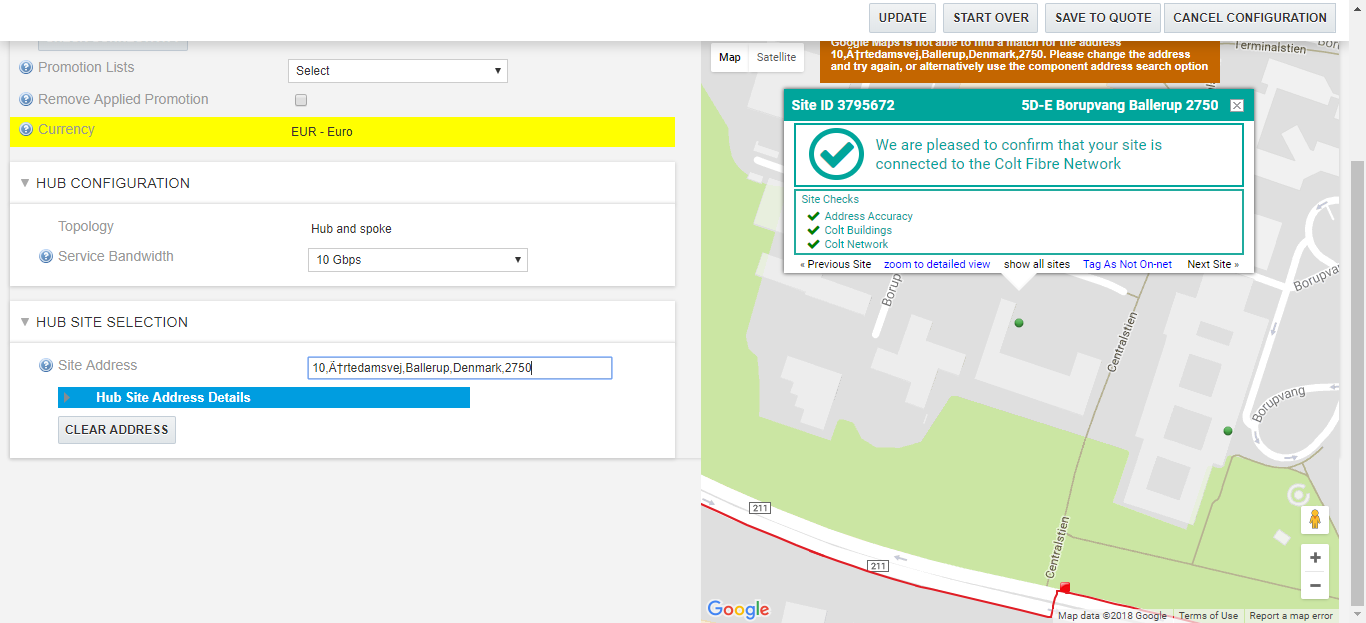 UPDATE
START OVER
SAVE TO QUOTE
CANCEL CONFIGURATION
Promotion Lists
Select
Remove Applied Promotion
Currency
EUR - Euro
HUB CONFIGURATION
Topology
Hub and spoke
Service Bandwidth
10 Gbps
HUB SITE SELECTION
Site Address
10,Ä†rtedamsvej,Ballerup,Denmark,2750
Hub Site Address Details
CLEAR ADDRESS
Map
Satellite
Google Maps is not able to find a match for the address
10,Ä†rtedamsvej,Ballerup,Denmark,2750. Please change the address
and try again, or alternatively use the component address search option
Terminalstien
Site ID 3795672
5D-E Borupvang Ballerup 2750
We are pleased to confirm that your site is
connected to the Colt Fibre Network
Site Checks
Address Accuracy
Colt Buildings
Colt Network
« Previous Site
zoom to detailed view
show all sites
Tag As Not On-net
Next Site »
Centralstien
Borupvang
211
211
Centralstien
Google
Map data ©2018 Google
Terms of Use
Report a map error